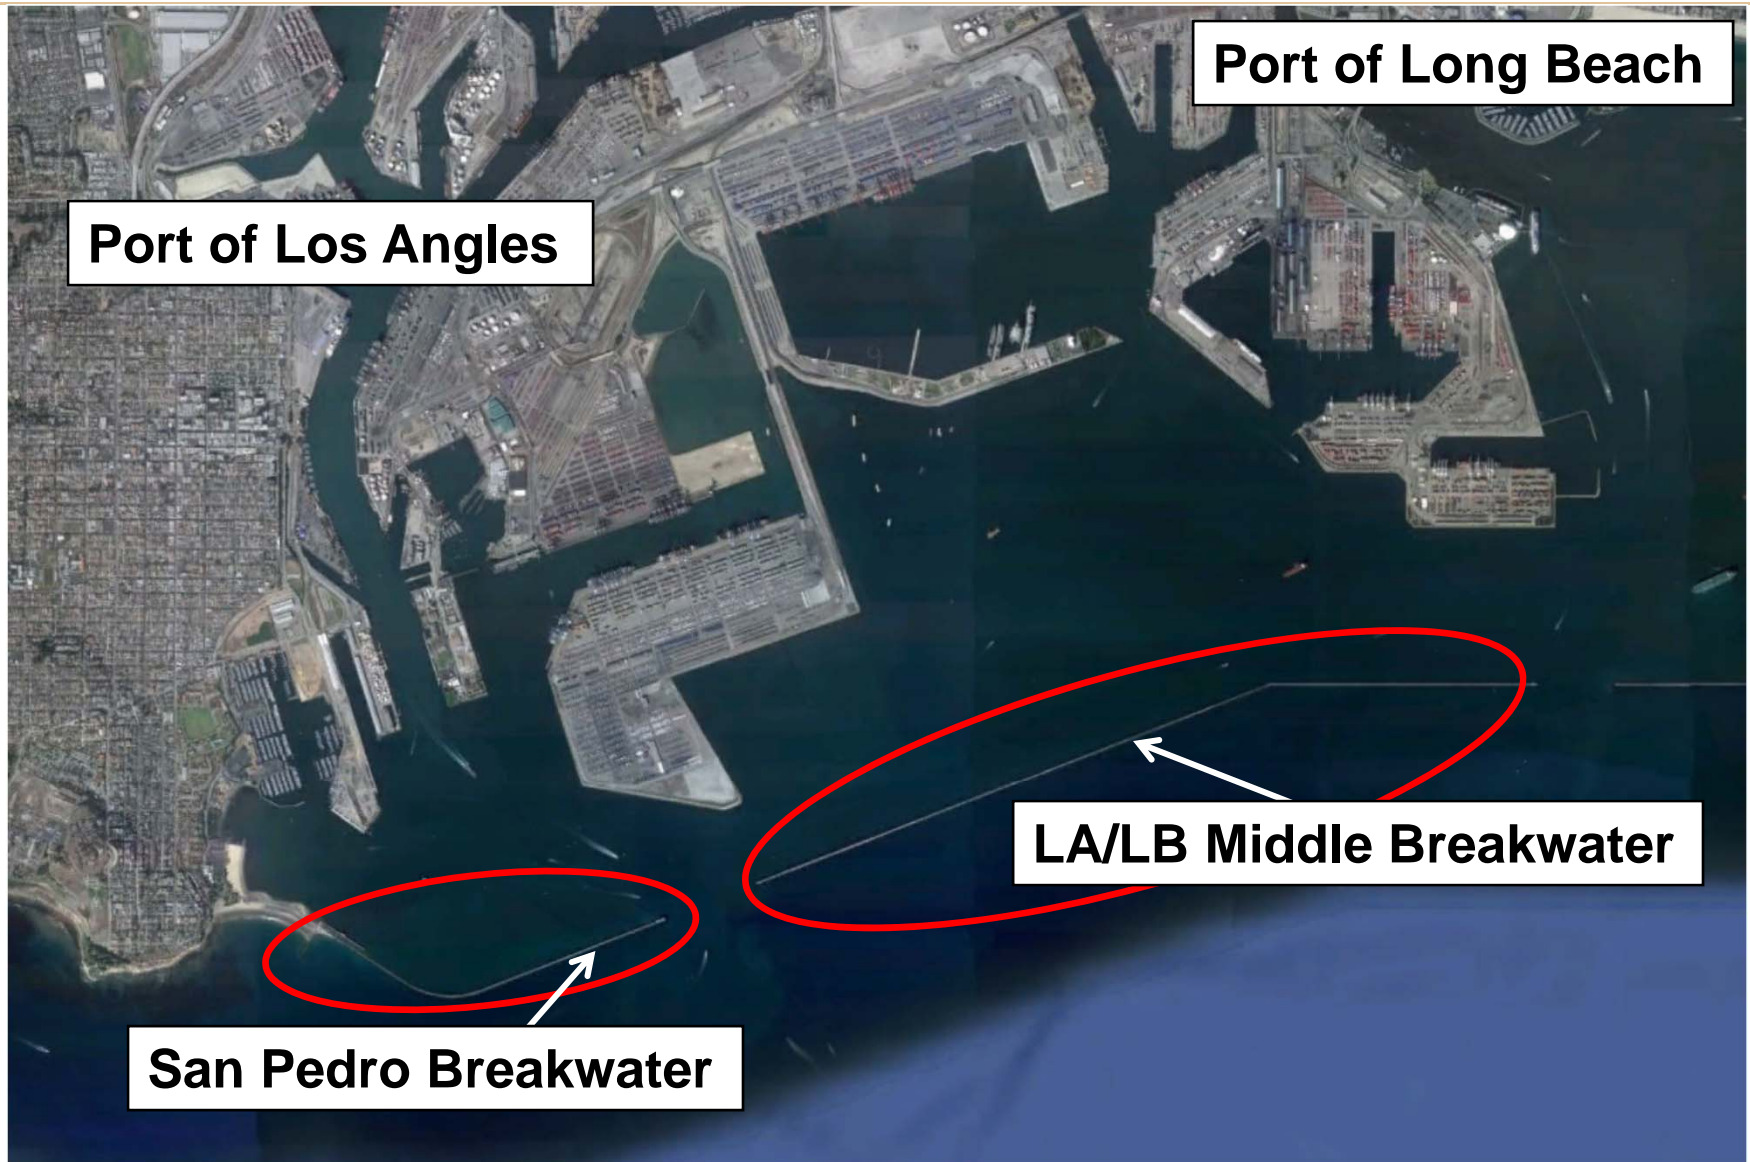 Port of Long Beach
Port of Los Angles
LA/LB Middle Breakwater
San Pedro Breakwater